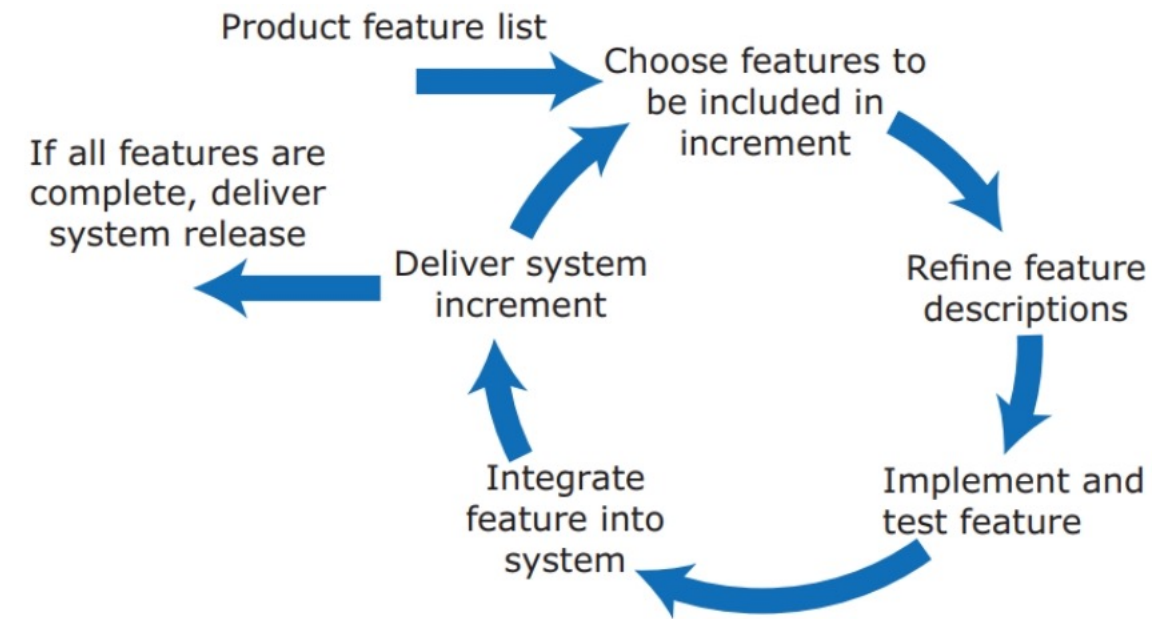 Product feature list
Choose features to
be included in
increment
If all features are
complete, deliver
system release
Deliver system
increment
Refine feature
descriptions
Integrate
feature into
system
Implement and
test feature